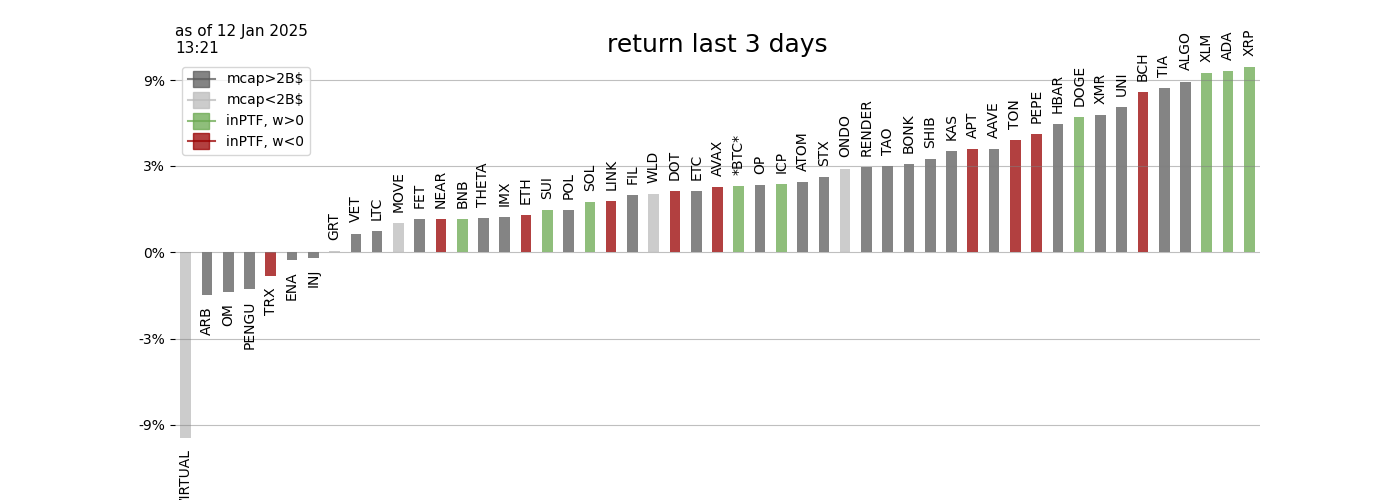 as of 12 Jan 2025
13:21
return last 3 days
mcap>2B$
mcap<2B$
inPTF, w>0
inPTF, w<0
9%
3%
0%
-3%
-9%
VIRTUAL
ARB
OM
PENGU
TRX
ENA
INJ
GRT
VET
LTC
MOVE
FET
NEAR
BNB
THETA
IMX
ETH
SUI
POL
SOL
LINK
FIL
WLD
DOT
ETC
AVAX
*BTC*
OP
ICP
ATOM
STX
ONDO
RENDER
TAO
BONK
SHIB
KAS
APT
AAVE
TON
PEPE
HBAR
DOGE
XMR
UNI
BCH
TIA
ALGO
XLM
ADA
XRP